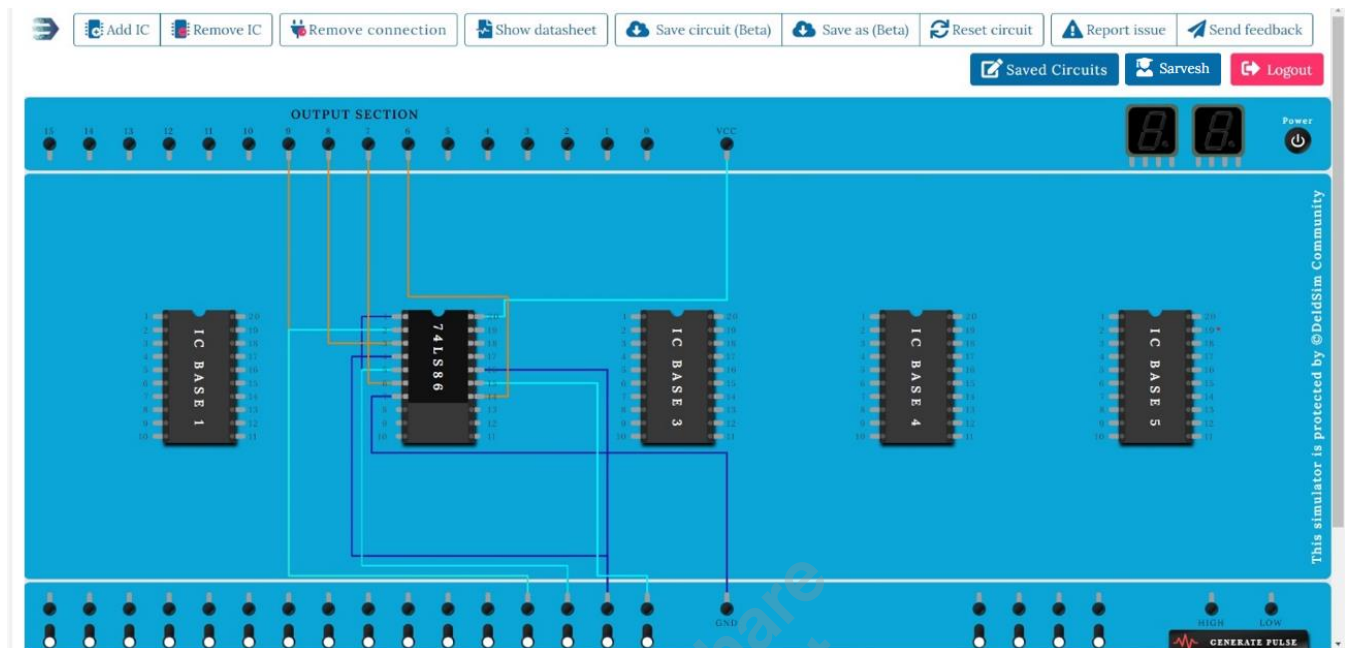 Add IC Remove IC Remove connection Show datasheet Save circuit (Beta) Save as (Beta) Reset circuit Report issue Send feedback
Saved Circuits Sarvesh Logout
OUTPUT SECTION
15 14 13 12 11 10 9 8 7 6 5 4 3 2 1 0 VCC
Power
IC BASE 1
74LS86
IC BASE 3
IC BASE 4
IC BASE 5
This simulator is protected by ©DeldSim Community
GND
HIGH LOW
GENERATE PULSE